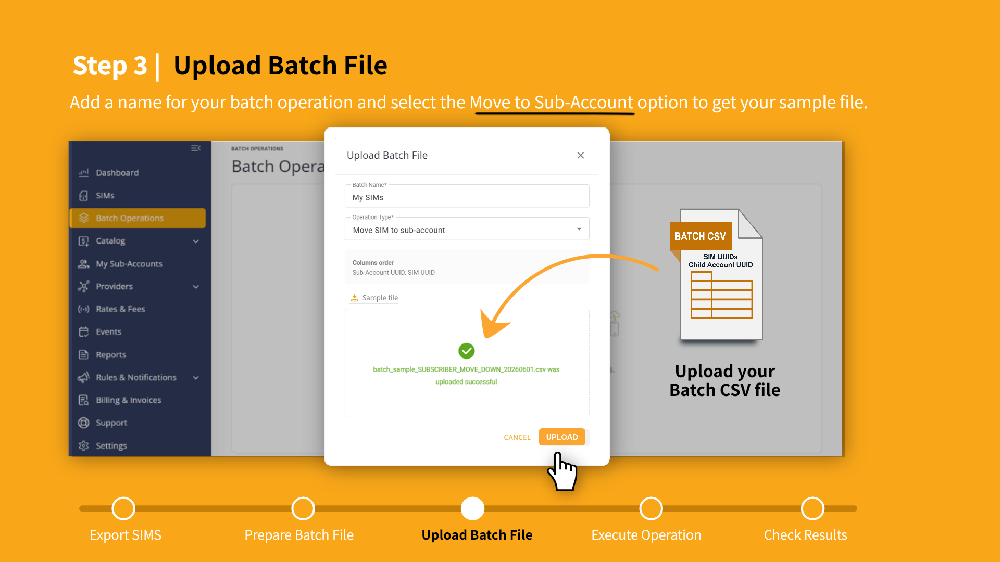 Step 3 | Upload Batch File
Add a name for your batch operation and select the Move to Sub-Account option to get your sample file.
Dashboard
SIMs
Batch Operations
Catalog
My Sub-Accounts
Providers
Rates & Fees
Events
Reports
Rules & Notifications
Billing & Invoices
Support
Settings
BATCH OPERATIONS
Batch Opera
Upload Batch File
Batch Name*
My SIMs
Operation Type*
Move SIM to sub-account
Columns order
Sub Account UUID, SIM UUID
Sample file
batch_sample_SUBSCRIBER_MOVE_DOWN_20260601.csv was
uploaded successful
CANCEL
UPLOAD
s.
BATCH CSV
SIM UUIDs
Child Account UUID
Upload your
Batch CSV file
Export SIMS
Prepare Batch File
Upload Batch File
Execute Operation
Check Results